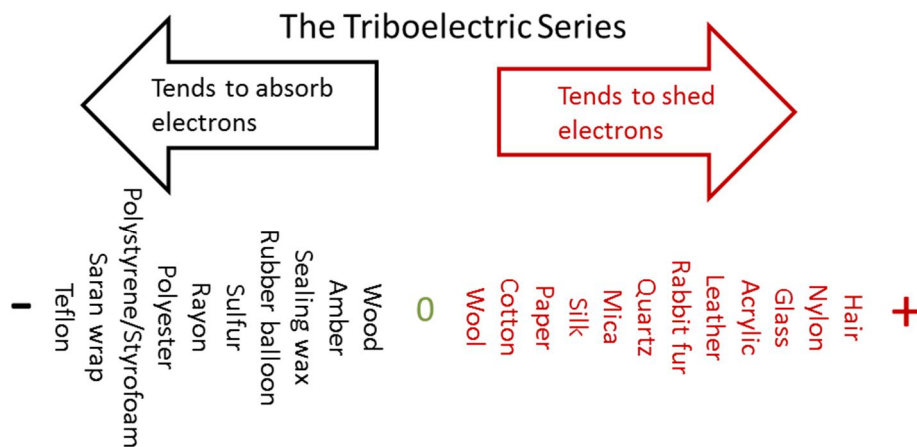 The Triboelectric Series
Tends to absorb
electrons
Tends to shed
electrons
-
Teflon
Saran wrap
Polystyrene/Styrofoam
Polyester
Rayon
Sulfur
Rubber balloon
Sealing wax
Amber
Wood
0
Wool
Cotton
Paper
Silk
Mica
Quartz
Rabbit fur
Leather
Acrylic
Glass
Nylon
Hair
+